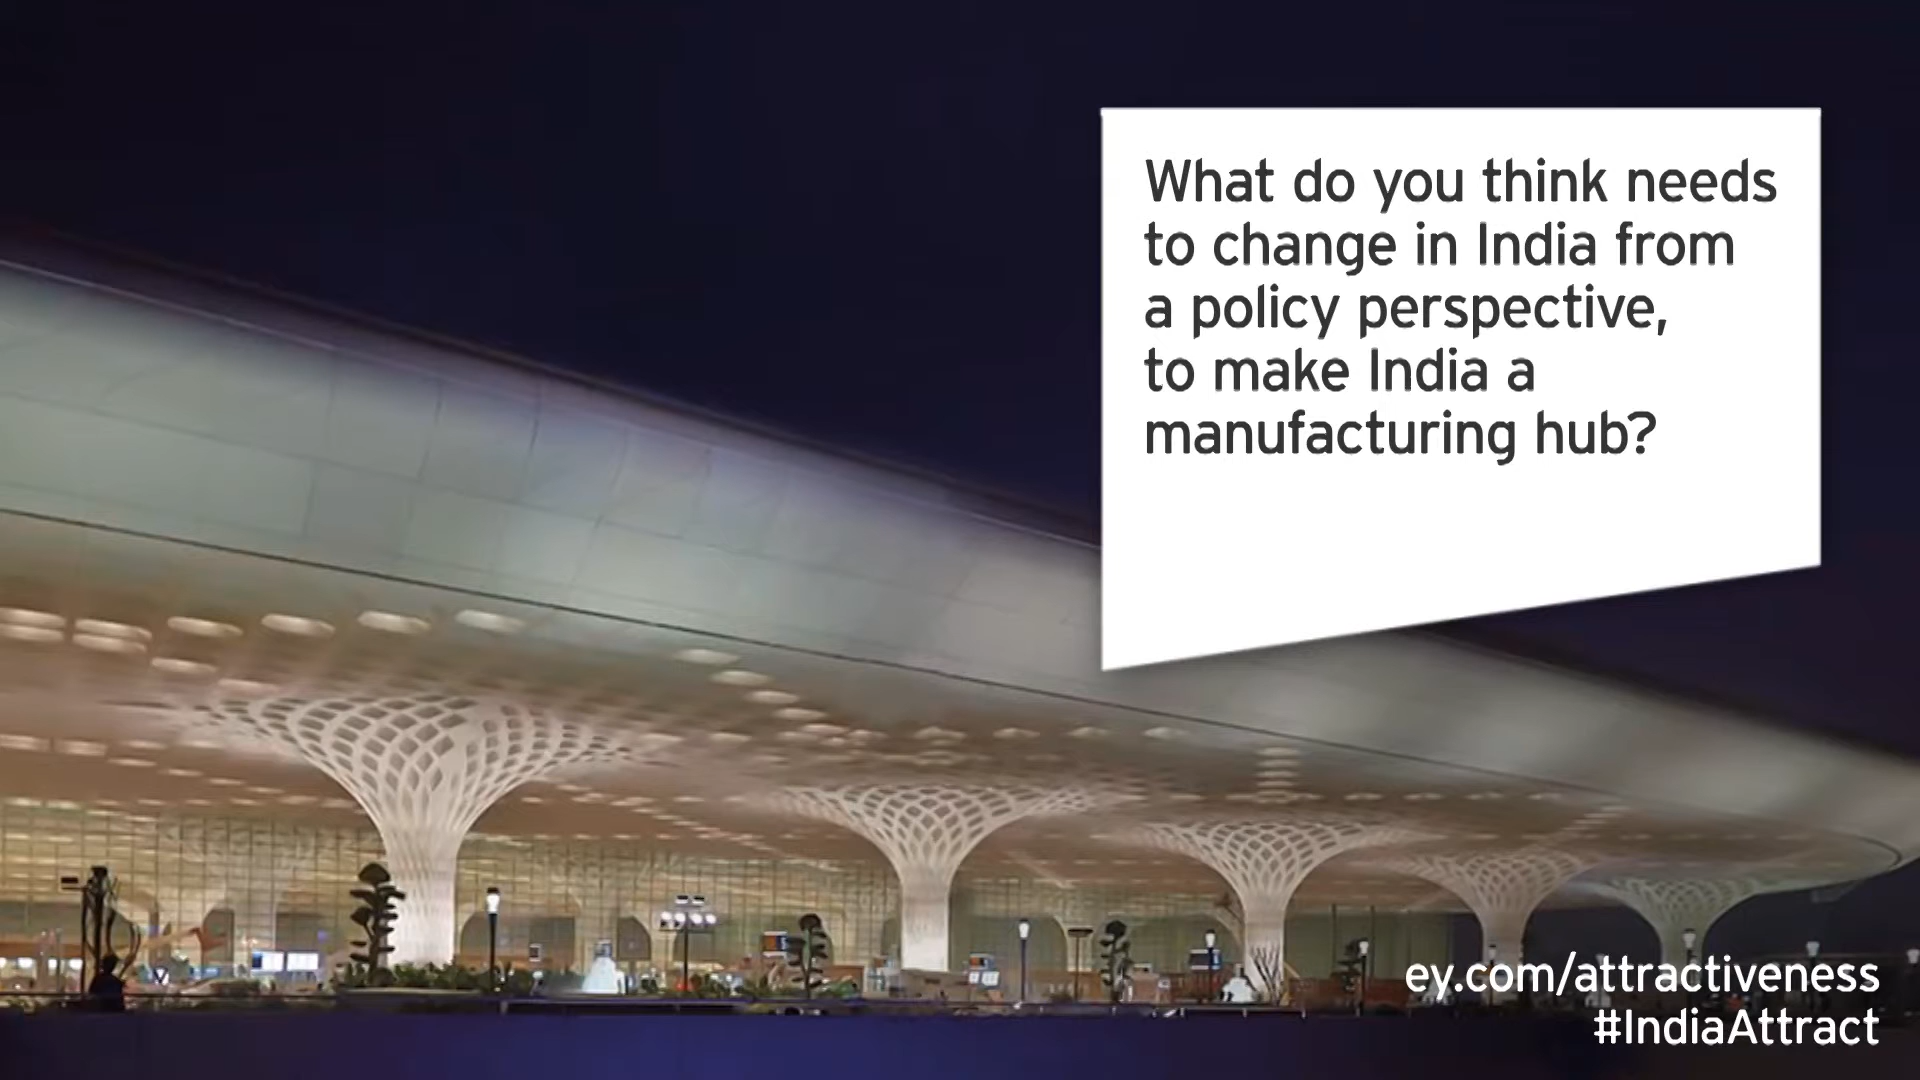 What do you think needs
to change in India from
a policy perspective,
to make India a
manufacturing hub?
ey.com/attractiveness
#IndiaAttract